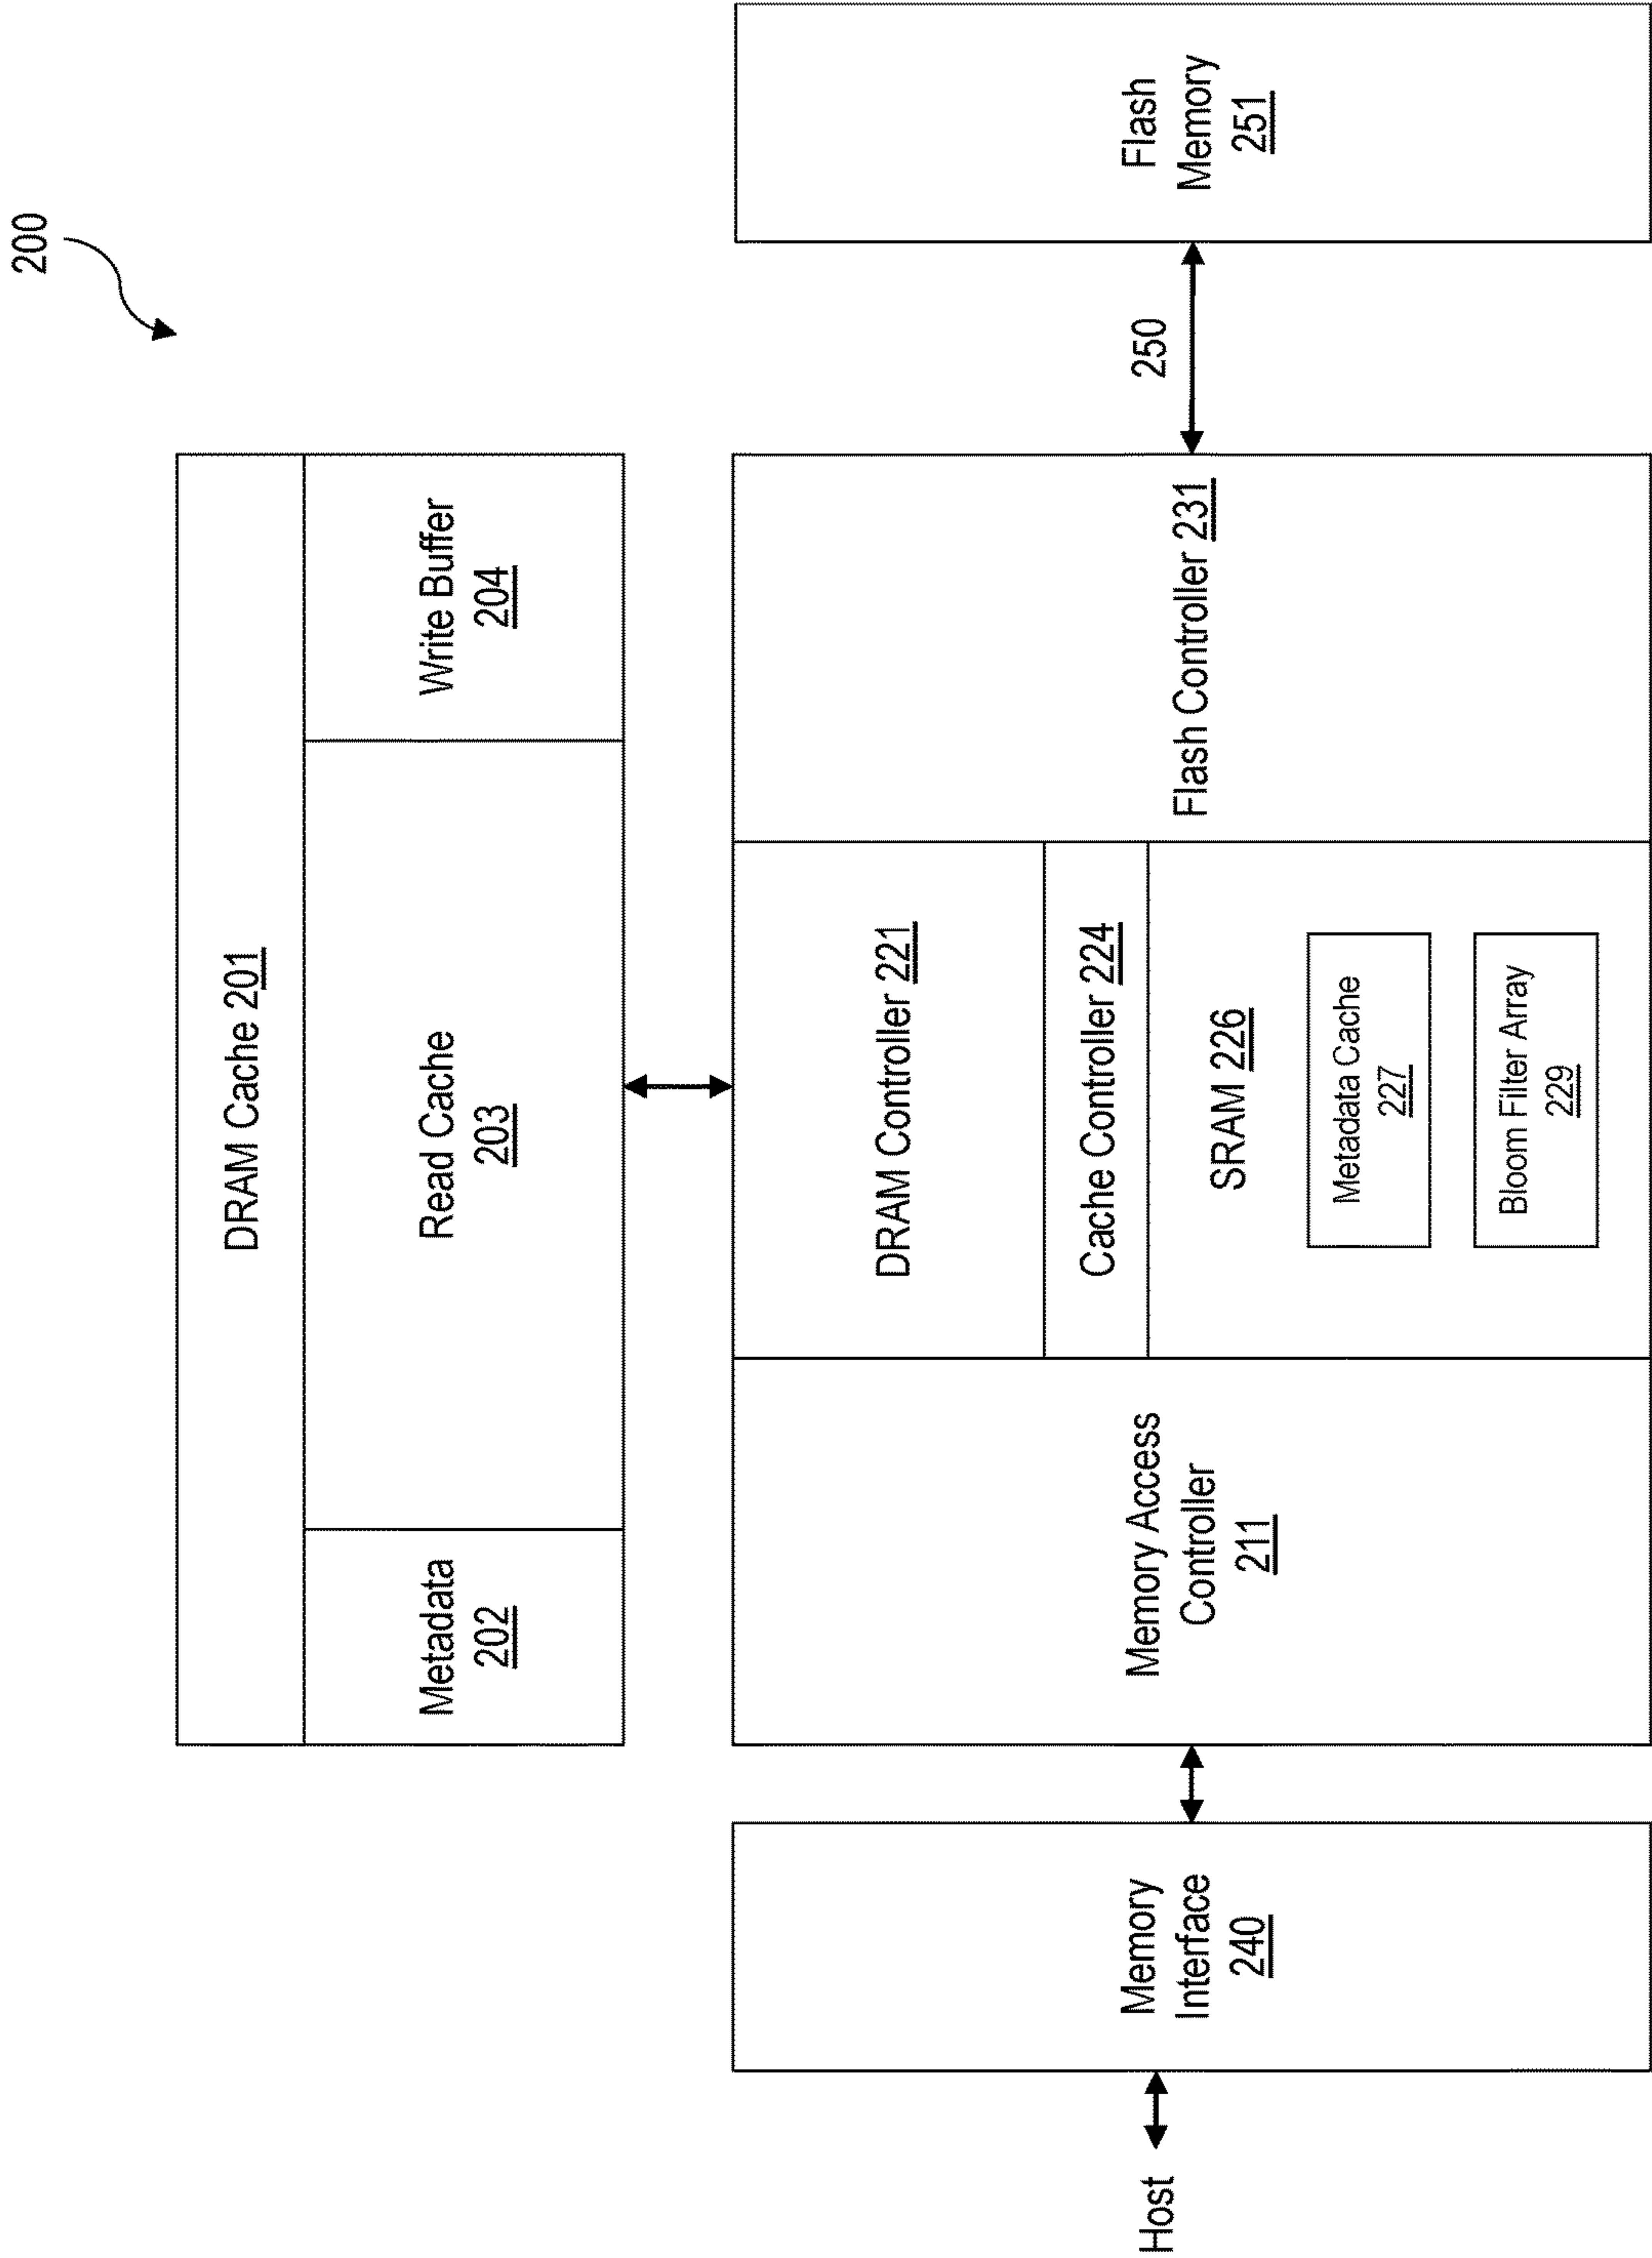 200
DRAM Cache 201
Metadata
202
Read Cache
203
Write Buffer
204
Host
Memory
Interface
240
Memory Access
Controller
211
DRAM Controller 221
Cache Controller 224
SRAM 226
Metadata Cache
227
Bloom Filter Array
229
Flash Controller 231
250
Flash
Memory
251